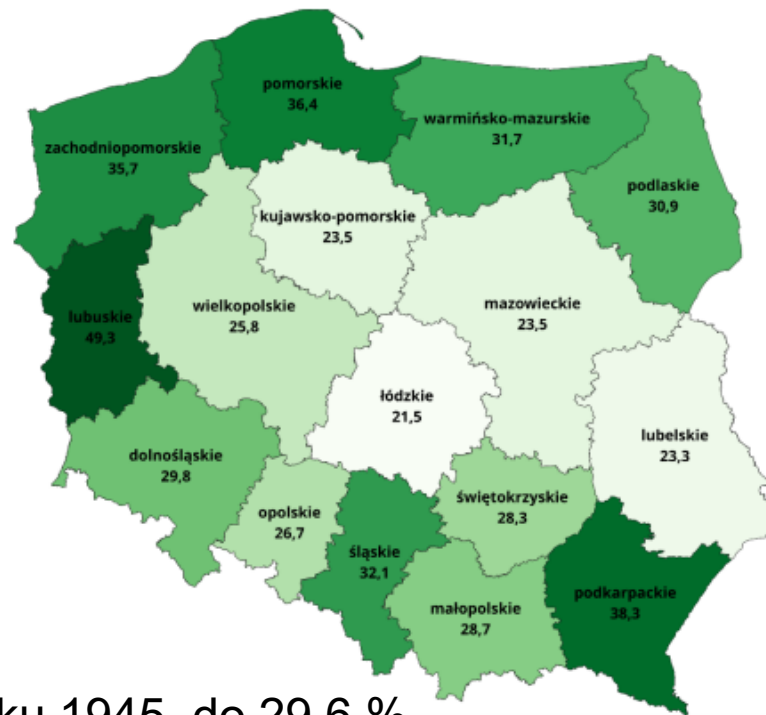 pomorskie
36,4
warmińsko-mazurskie
31,7
zachodniopomorskie
35,7
podlaskie
30,9
kujawsko-pomorskie
23,5
wielkopolskie
25,8
mazowieckie
23,5
lubuskie
49,3
łódzkie
21,5
lubelskie
23,3
dolnośląskie
29,8
świętokrzyskie
28,3
opolskie
26,7
śląskie
32,1
podkarpackie
38,3
małopolskie
28,7
ku 1945 do 29,6 %